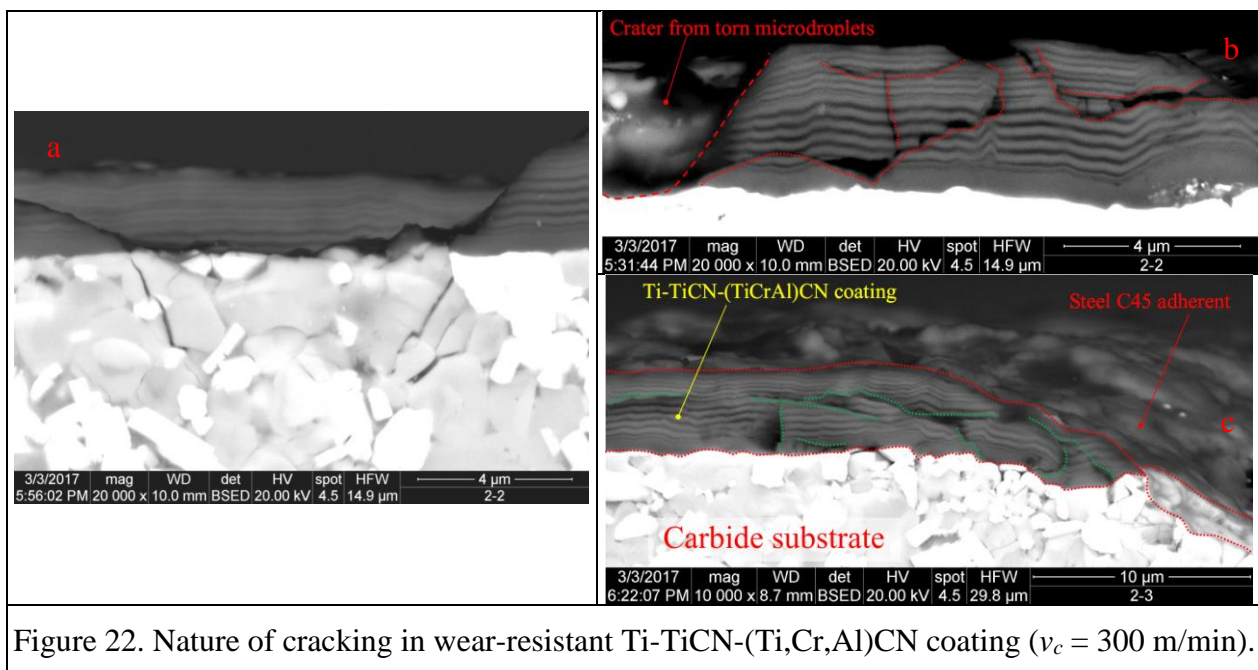 a
3/3/2017 mag WD det HV spot HFW 4 µm
5:56:02 PM 20 000 x 10.0 mm BSED 20.00 kV 4.5 14.9 µm 2-2
Crater from torn microdroplets
b
3/3/2017 mag WD det HV spot HFW 4 µm
5:31:44 PM 20 000 x 10.0 mm BSED 20.00 kV 4.5 14.9 µm 2-2
Ti-TiCN-(TiCrAl)CN coating
Steel C45 adherent
c
Carbide substrate
3/3/2017 mag WD det HV spot HFW 10 µm
6:22:07 PM 10 000 x 8.7 mm BSED 20.00 kV 4.5 29.8 µm 2-3
Figure 22. Nature of cracking in wear-resistant Ti-TiCN-(Ti,Cr,Al)CN coating (vc = 300 m/min).